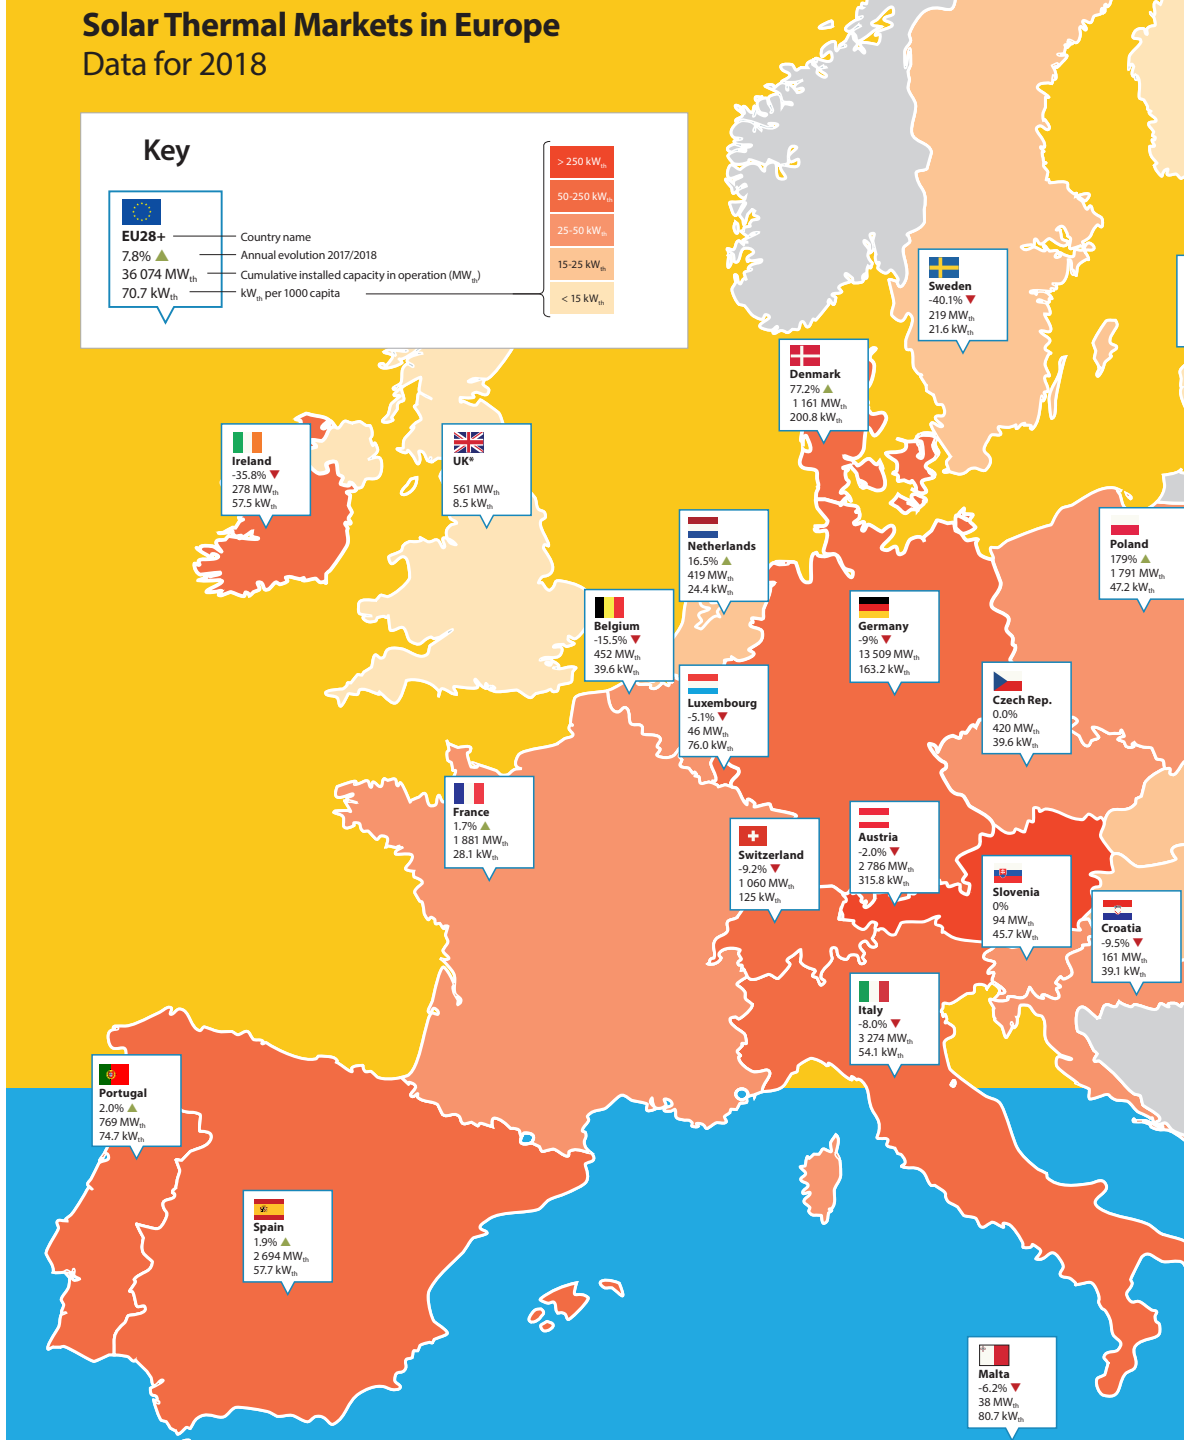 Solar Thermal Markets in Europe
Data for 2018
Key
EU28+
7.8%
36 074 MWth
70.7 kWth
Country name
Annual evolution 2017/2018
Cumulative installed capacity in operation (MWth)
kWth per 1000 capita
> 250 kWth
50-250 kWth
25-50 kWth
15-25 kWth
< 15 kWth
Sweden
-40.1%
219 MWth
21.6 kWth
Denmark
77.2%
1 161 MWth
200.8 kWth
Ireland
-35.8%
278 MWth
57.5 kWth
UK*
561 MWth
8.5 kWth
Netherlands
16.5%
419 MWth
24.4 kWth
Poland
179%
1 791 MWth
47.2 kWth
Belgium
-15.5%
452 MWth
39.6 kWth
Germany
-9%
13 509 MWth
163.2 kWth
Luxembourg
-5.1%
46 MWth
76.0 kWth
Czech Rep.
0.0%
420 MWth
39.6 kWth
France
1.7%
1 881 MWth
28.1 kWth
Switzerland
-9.2%
1 060 MWth
125 kWth
Austria
-2.0%
2 786 MWth
315.8 kWth
Slovenia
0%
94 MWth
45.7 kWth
Croatia
-9.5%
161 MWth
39.1 kWth
Italy
-8.0%
3 274 MWth
54.1 kWth
Portugal
2.0%
769 MWth
74.7 kWth
Spain
1.9%
2 694 MWth
57.7 kWth
Malta
-6.2%
38 MWth
80.7 kWth